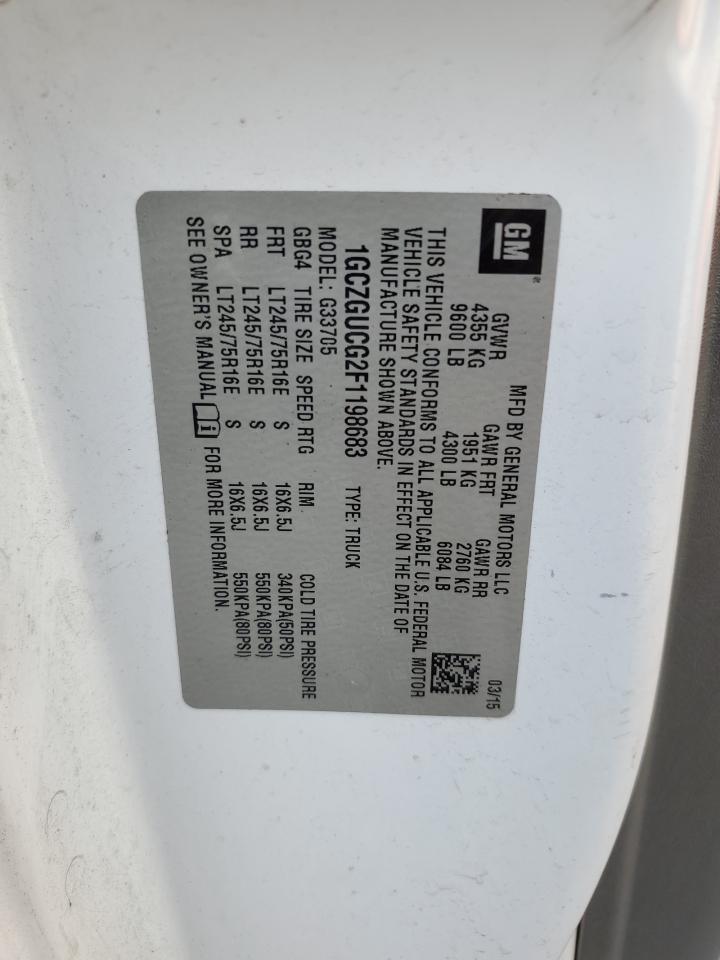 GM®
MFD BY GENERAL MOTORS LLC 03/15
GVWR GAWR FRT GAWR RR
4355 KG 1951 KG 2760 KG
9600 LB 4300 LB 6084 LB
THIS VEHICLE CONFORMS TO ALL APPLICABLE U.S. FEDERAL MOTOR
VEHICLE SAFETY STANDARDS IN EFFECT ON THE DATE OF
MANUFACTURE SHOWN ABOVE.
1GCZGUCG2F1198683 TYPE: TRUCK
MODEL: G33705
GBG4 TIRE SIZE SPEED RTG RIM COLD TIRE PRESSURE
FRT LT245/75R16E S 16X6.5J 340KPA(50PSI)
RR LT245/75R16E S 16X6.5J 550KPA(80PSI)
SPA LT245/75R16E S 16X6.5J 550KPA(80PSI)
SEE OWNER'S MANUAL i FOR MORE INFORMATION.